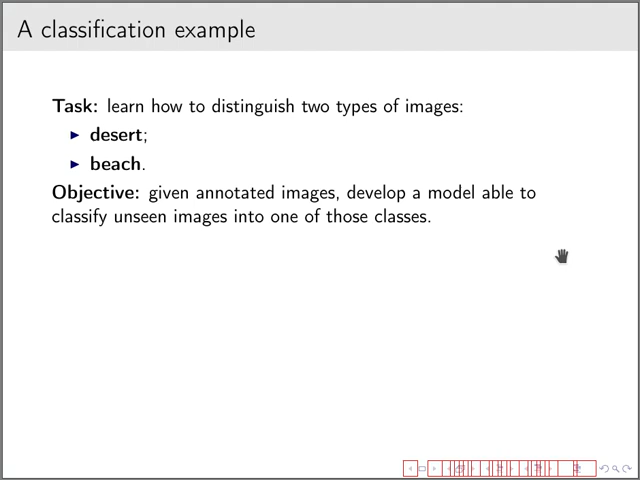 A classification example
Task: learn how to distinguish two types of images:
desert;
beach.
Objective: given annotated images, develop a model able to
classify unseen images into one of those classes.